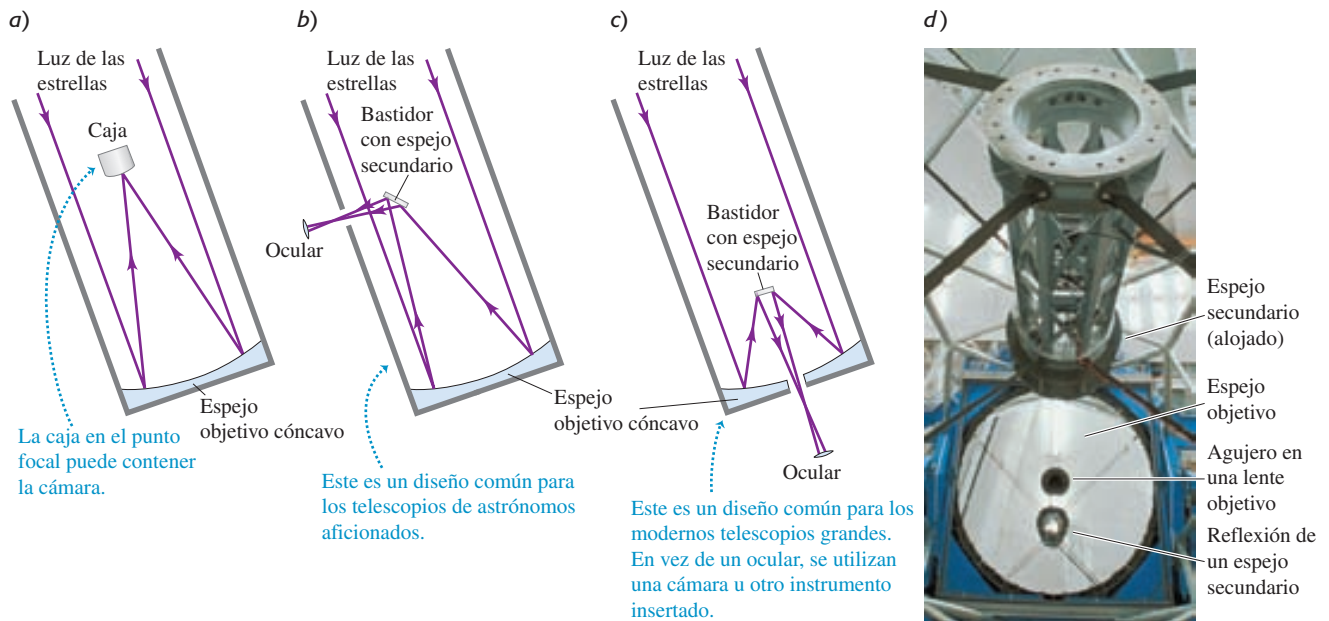 a)
Luz de las
estrellas
Caja
Espejo
objetivo cóncavo
La caja en el punto
focal puede contener
la cámara.
b)
Luz de las
estrellas
Bastidor
con espejo
secundario
Ocular
Espejo
objetivo cóncavo
Este es un diseño común para
los telescopios de astrónomos
aficionados.
c)
Luz de las
estrellas
Bastidor
con espejo
secundario
Ocular
Este es un diseño común para los
modernos telescopios grandes.
En vez de un ocular, se utilizan
una cámara u otro instrumento
insertado.
d)
Espejo
secundario
(alojado)
Espejo
objetivo
Agujero en
una lente
objetivo
Reflexión de
un espejo
secundario